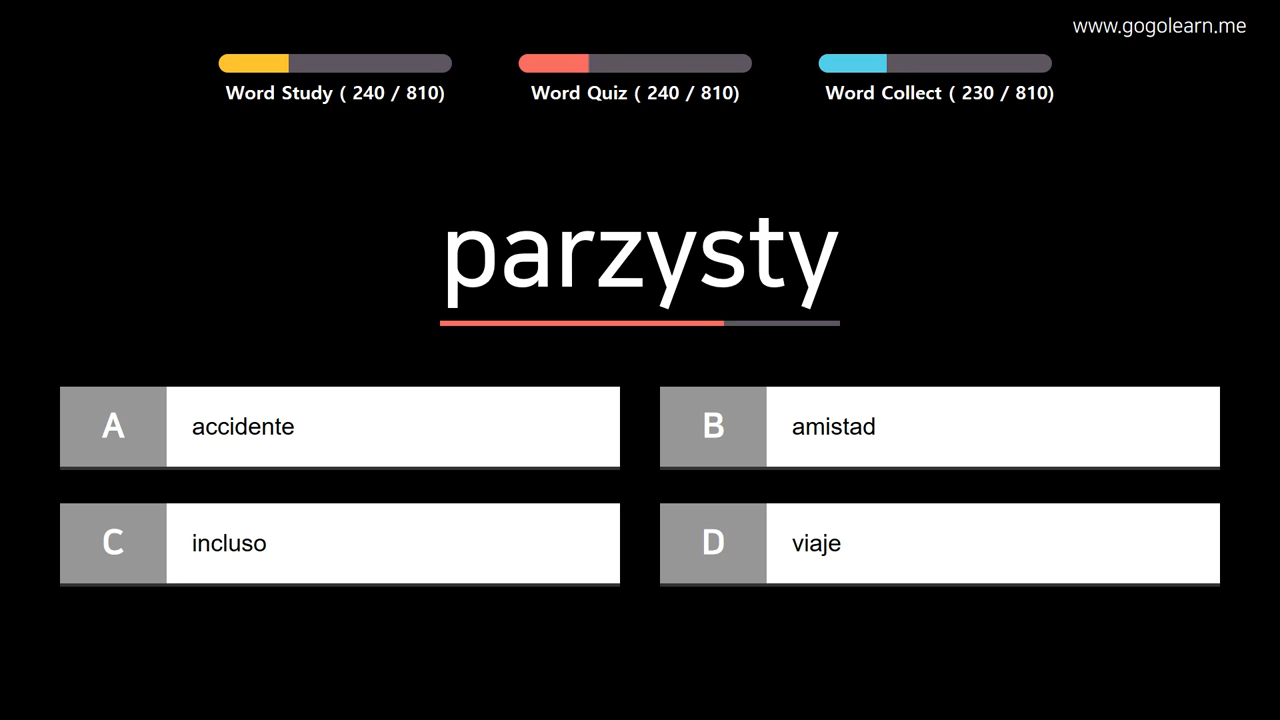 www.gogolearn.me
Word Study ( 240 / 810)
Word Quiz ( 240 / 810)
Word Collect ( 230 / 810)
parzysty
A accidente
B amistad
C incluso
D viaje